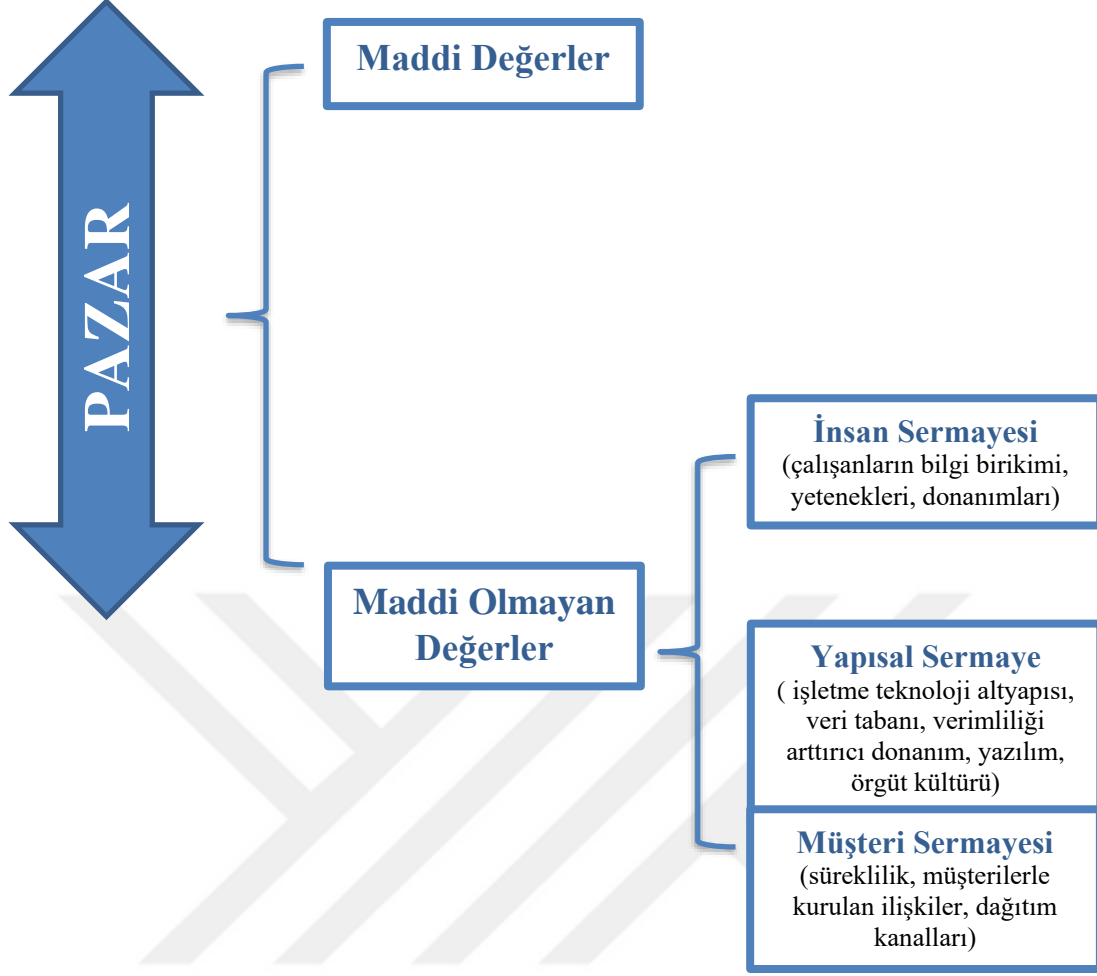 Maddi Değerler
PAZAR
İnsan Sermayesi
(çalışanların bilgi birikimi,
yetenekleri, donanımları)
Maddi Olmayan
Değerler
Yapısal Sermaye
( işletme teknoloji altyapısı,
veri tabanı, verimliliği
arttırıcı donanım, yazılım,
örgüt kültürü)
Müşteri Sermayesi
(süreklilik, müşterilerle
kurulan ilişkiler, dağıtım
kanalları)